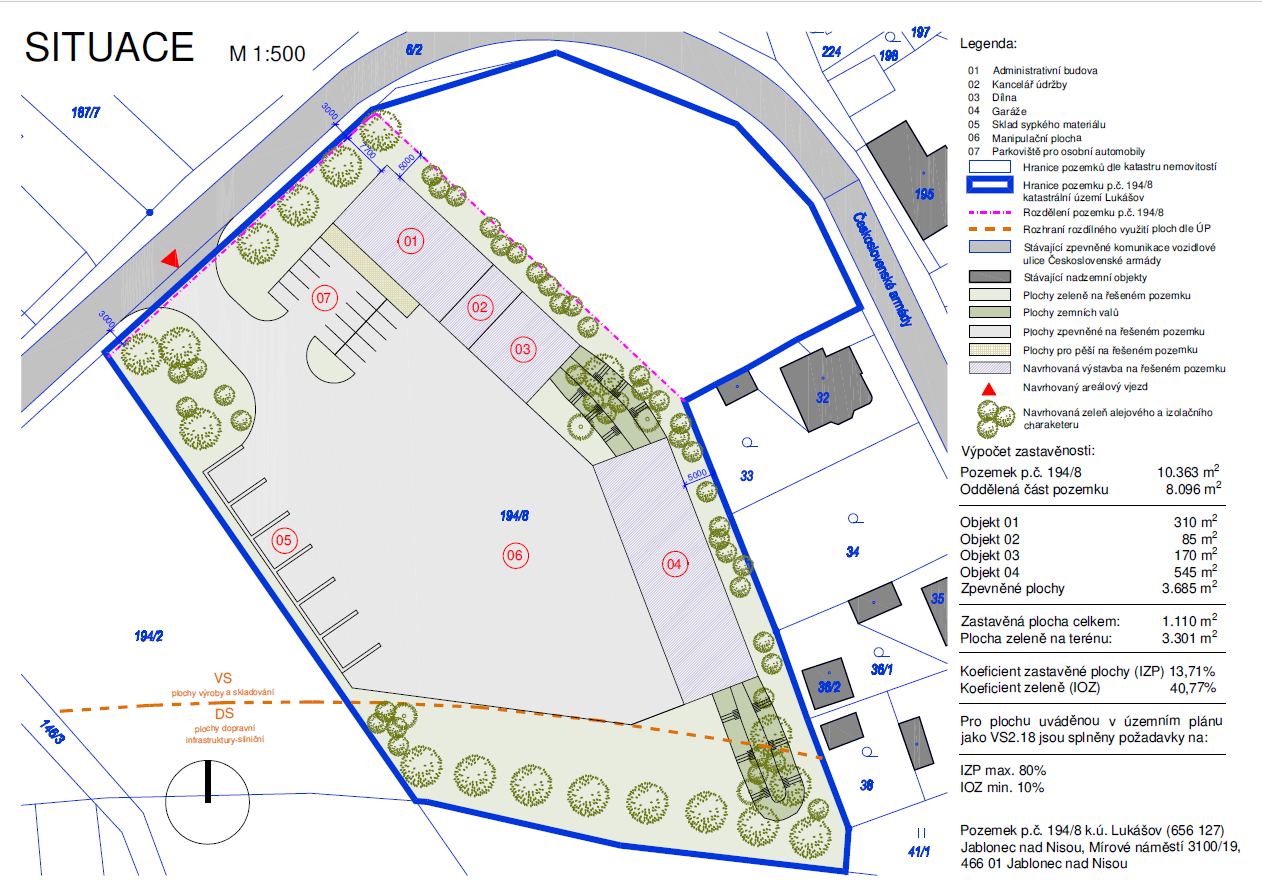 SITUACE M 1:500
6/2
167/7
224
197
198
195
Československé armády
3000
7700
5000
3000
01
02
03
07
32
33
5000
34
194/8
05
06
04
35
194/2
36/1
36/2
VS
plochy výroby a skladování
DS
plochy dopravní
infrastruktury-silniční
146/3
36
41/1
Legenda:
01 Administrativní budova
02 Kancelář údržby
03 Dílna
04 Garáže
05 Sklad sypkého materiálu
06 Manipulační plocha
07 Parkoviště pro osobní automobily
Hranice pozemků dle katastru nemovitostí
Hranice pozemku p.č. 194/8
katastrální území Lukášov
Rozdělení pozemku p.č. 194/8
Rozhraní rozdílného využití ploch dle ÚP
Stávající zpevněné komunikace vozidlové
ulice Československé armády
Stávající nadzemní objekty
Plochy zeleně na řešeném pozemku
Plochy zemních valů
Plochy zpevněné na řešeném pozemku
Plochy pro pěší na řešeném pozemku
Navrhovaná výstavba na řešeném pozemku
Navrhovaný areálový vjezd
Navrhovaná zeleň alejového a izolačního
charaketeru
Výpočet zastavěnosti:
Pozemek p.č. 194/8 10.363 m²
Oddělená část pozemku 8.096 m²
Objekt 01 310 m²
Objekt 02 85 m²
Objekt 03 170 m²
Objekt 04 545 m²
Zpevněné plochy 3.685 m²
Zastavěná plocha celkem: 1.110 m²
Plocha zeleně na terénu: 3.301 m²
Koeficient zastavěné plochy (IZP) 13,71%
Koeficient zeleně (IOZ) 40,77%
Pro plochu uváděnou v územním plánu
jako VS2.18 jsou splněny požadavky na:
IZP max. 80%
IOZ min. 10%
Pozemek p.č. 194/8 k.ú. Lukášov (656 127)
Jablonec nad Nisou, Mírové náměstí 3100/19,
466 01 Jablonec nad Nisou